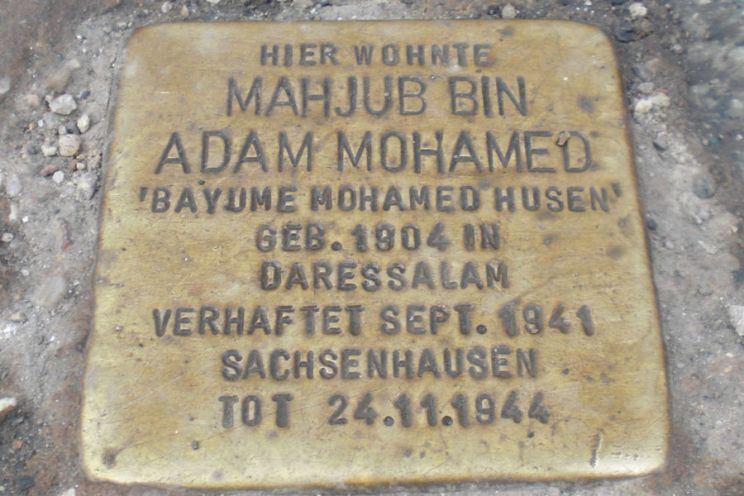 HIER WOHNTE
MAHJUB BIN
ADAM MOHAMED
'BAYUME MOHAMED HUSEN'
GEB. 1904 IN
DARESSALAM
VERHAFTET SEPT. 1941
SACHSENHAUSEN
TOT 24.11.1944